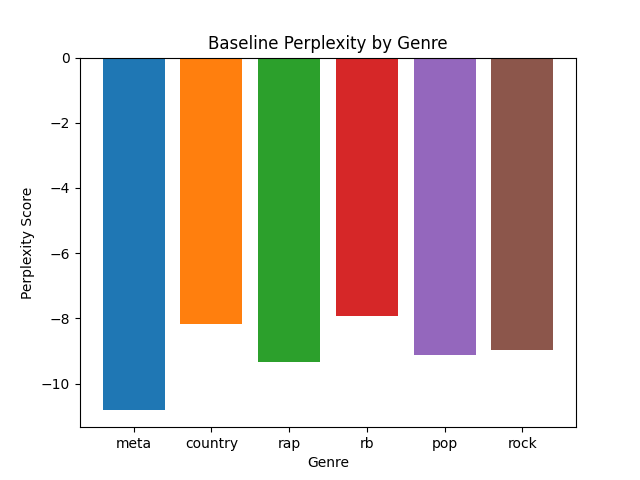 Baseline Perplexity by Genre
0
−2
−4
−6
−8
−10
Perplexity Score
meta country rap rb pop rock
Genre